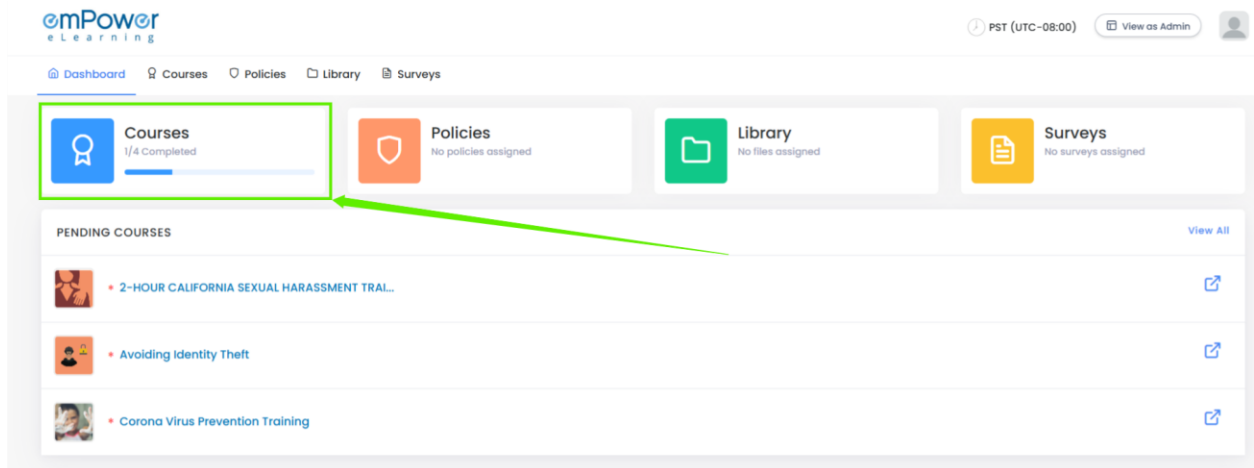 emPower
eLearning
PST (UTC-08:00)
View as Admin
Dashboard
Courses
Policies
Library
Surveys
Courses
1/4 Completed
Policies
No policies assigned
Library
No files assigned
Surveys
No surveys assigned
PENDING COURSES
View All
2-HOUR CALIFORNIA SEXUAL HARASSMENT TRAI...
Avoiding Identity Theft
Corona Virus Prevention Training